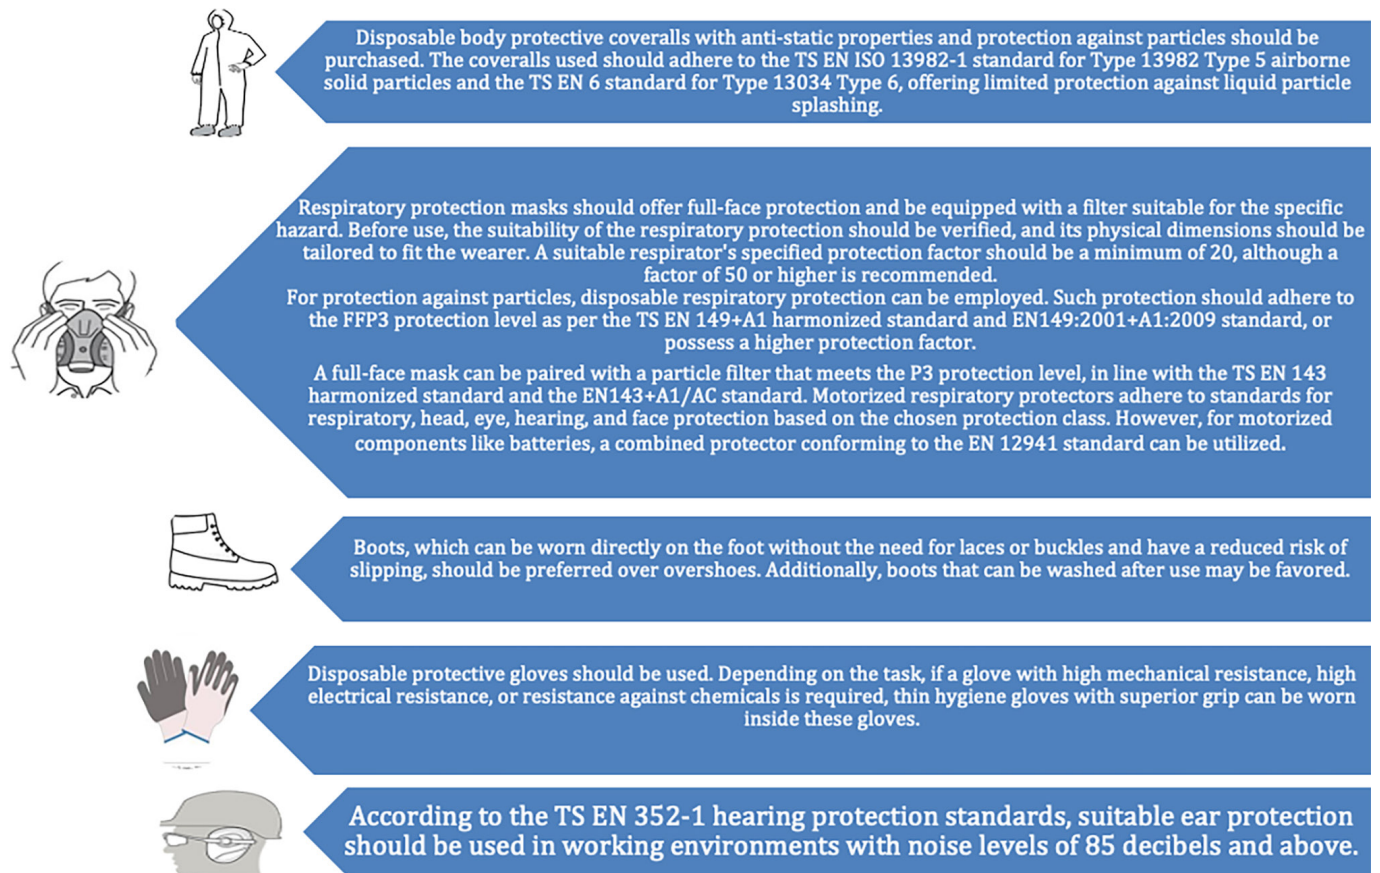 Disposable body protective coveralls with anti-static properties and protection against particles should be
purchased. The coveralls used should adhere to the TS EN ISO 13982-1 standard for Type 13982 Type 5 airborne
solid particles and the TS EN 6 standard for Type 13034 Type 6, offering limited protection against liquid particle
splashing.
Respiratory protection masks should offer full-face protection and be equipped with a filter suitable for the specific
hazard. Before use, the suitability of the respiratory protection should be verified, and its physical dimensions should be
tailored to fit the wearer. A suitable respirator's specified protection factor should be a minimum of 20, although a
factor of 50 or higher is recommended.
For protection against particles, disposable respiratory protection can be employed. Such protection should adhere to
the FFP3 protection level as per the TS EN 149+A1 harmonized standard and EN149:2001+A1:2009 standard, or
possess a higher protection factor.
A full-face mask can be paired with a particle filter that meets the P3 protection level, in line with the TS EN 143
harmonized standard and the EN143+A1/AC standard. Motorized respiratory protectors adhere to standards for
respiratory, head, eye, hearing, and face protection based on the chosen protection class. However, for motorized
components like batteries, a combined protector conforming to the EN 12941 standard can be utilized.
Boots, which can be worn directly on the foot without the need for laces or buckles and have a reduced risk of
slipping, should be preferred over overshoes. Additionally, boots that can be washed after use may be favored.
Disposable protective gloves should be used. Depending on the task, if a glove with high mechanical resistance, high
electrical resistance, or resistance against chemicals is required, thin hygiene gloves with superior grip can be worn
inside these gloves.
According to the TS EN 352-1 hearing protection standards, suitable ear protection
should be used in working environments with noise levels of 85 decibels and above.